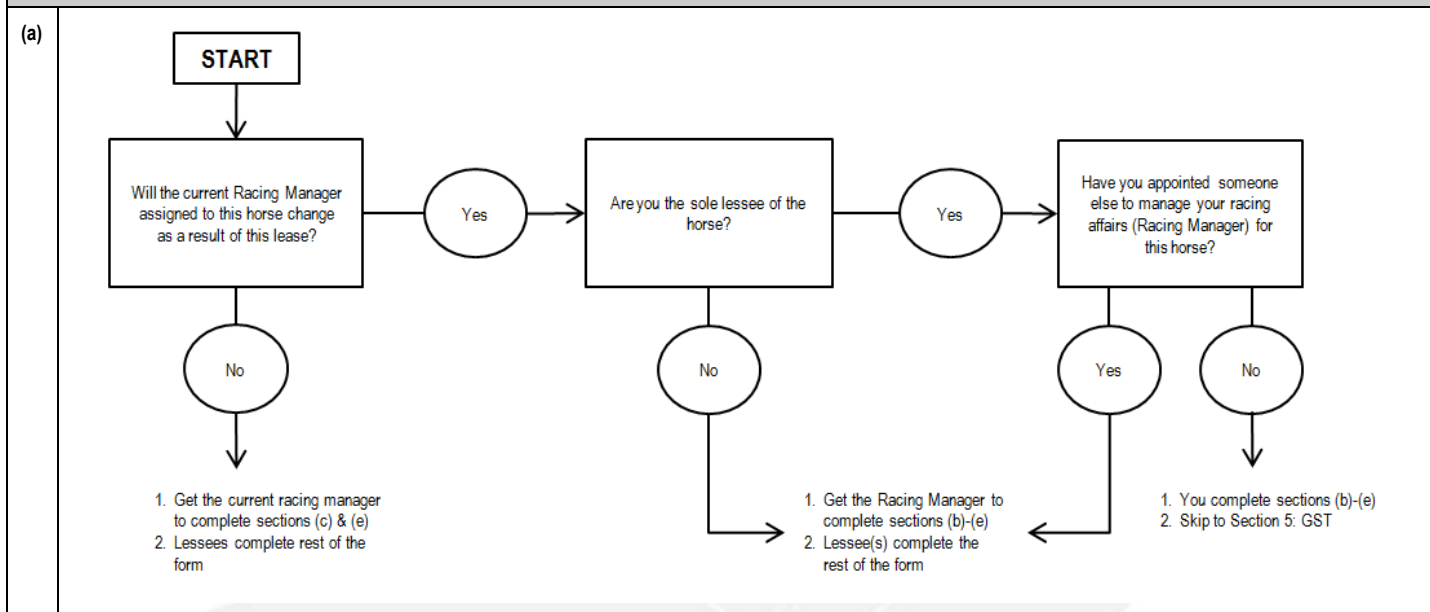 (a)
START
Will the current Racing Manager
assigned to this horse change
as a result of this lease?
Yes
Are you the sole lessee of the
horse?
Yes
Have you appointed someone
else to manage your racing
affairs (Racing Manager) for
this horse?
No
No
Yes
No
1. Get the current racing manager
to complete sections (c) & (e)
2. Lessees complete rest of the
form
1. Get the Racing Manager to
complete sections (b)-(e)
2. Lessee(s) complete the
rest of the form
1. You complete sections (b)-(e)
2. Skip to Section 5: GST